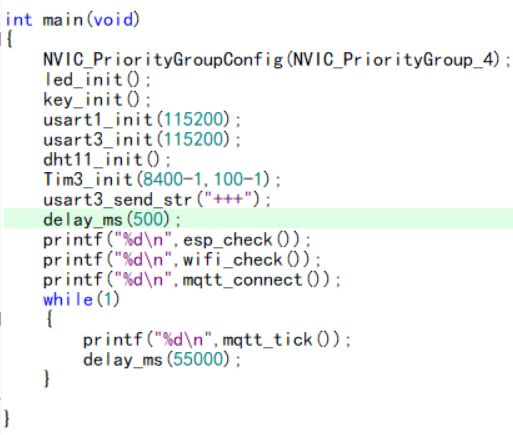 int main(void)
{
    NVIC_PriorityGroupConfig(NVIC_PriorityGroup_4);
    led_init();
    key_init();
    usart1_init(115200);
    usart3_init(115200);
    dht11_init();
    Tim3_init(8400-1,100-1);
    usart3_send_str("+++");
    delay_ms(500);
    printf("%d\n",esp_check());
    printf("%d\n",wifi_check());
    printf("%d\n",mqtt_connect());
    while(1)
    {
        printf("%d\n",mqtt_tick());
        delay_ms(55000);
    }
}